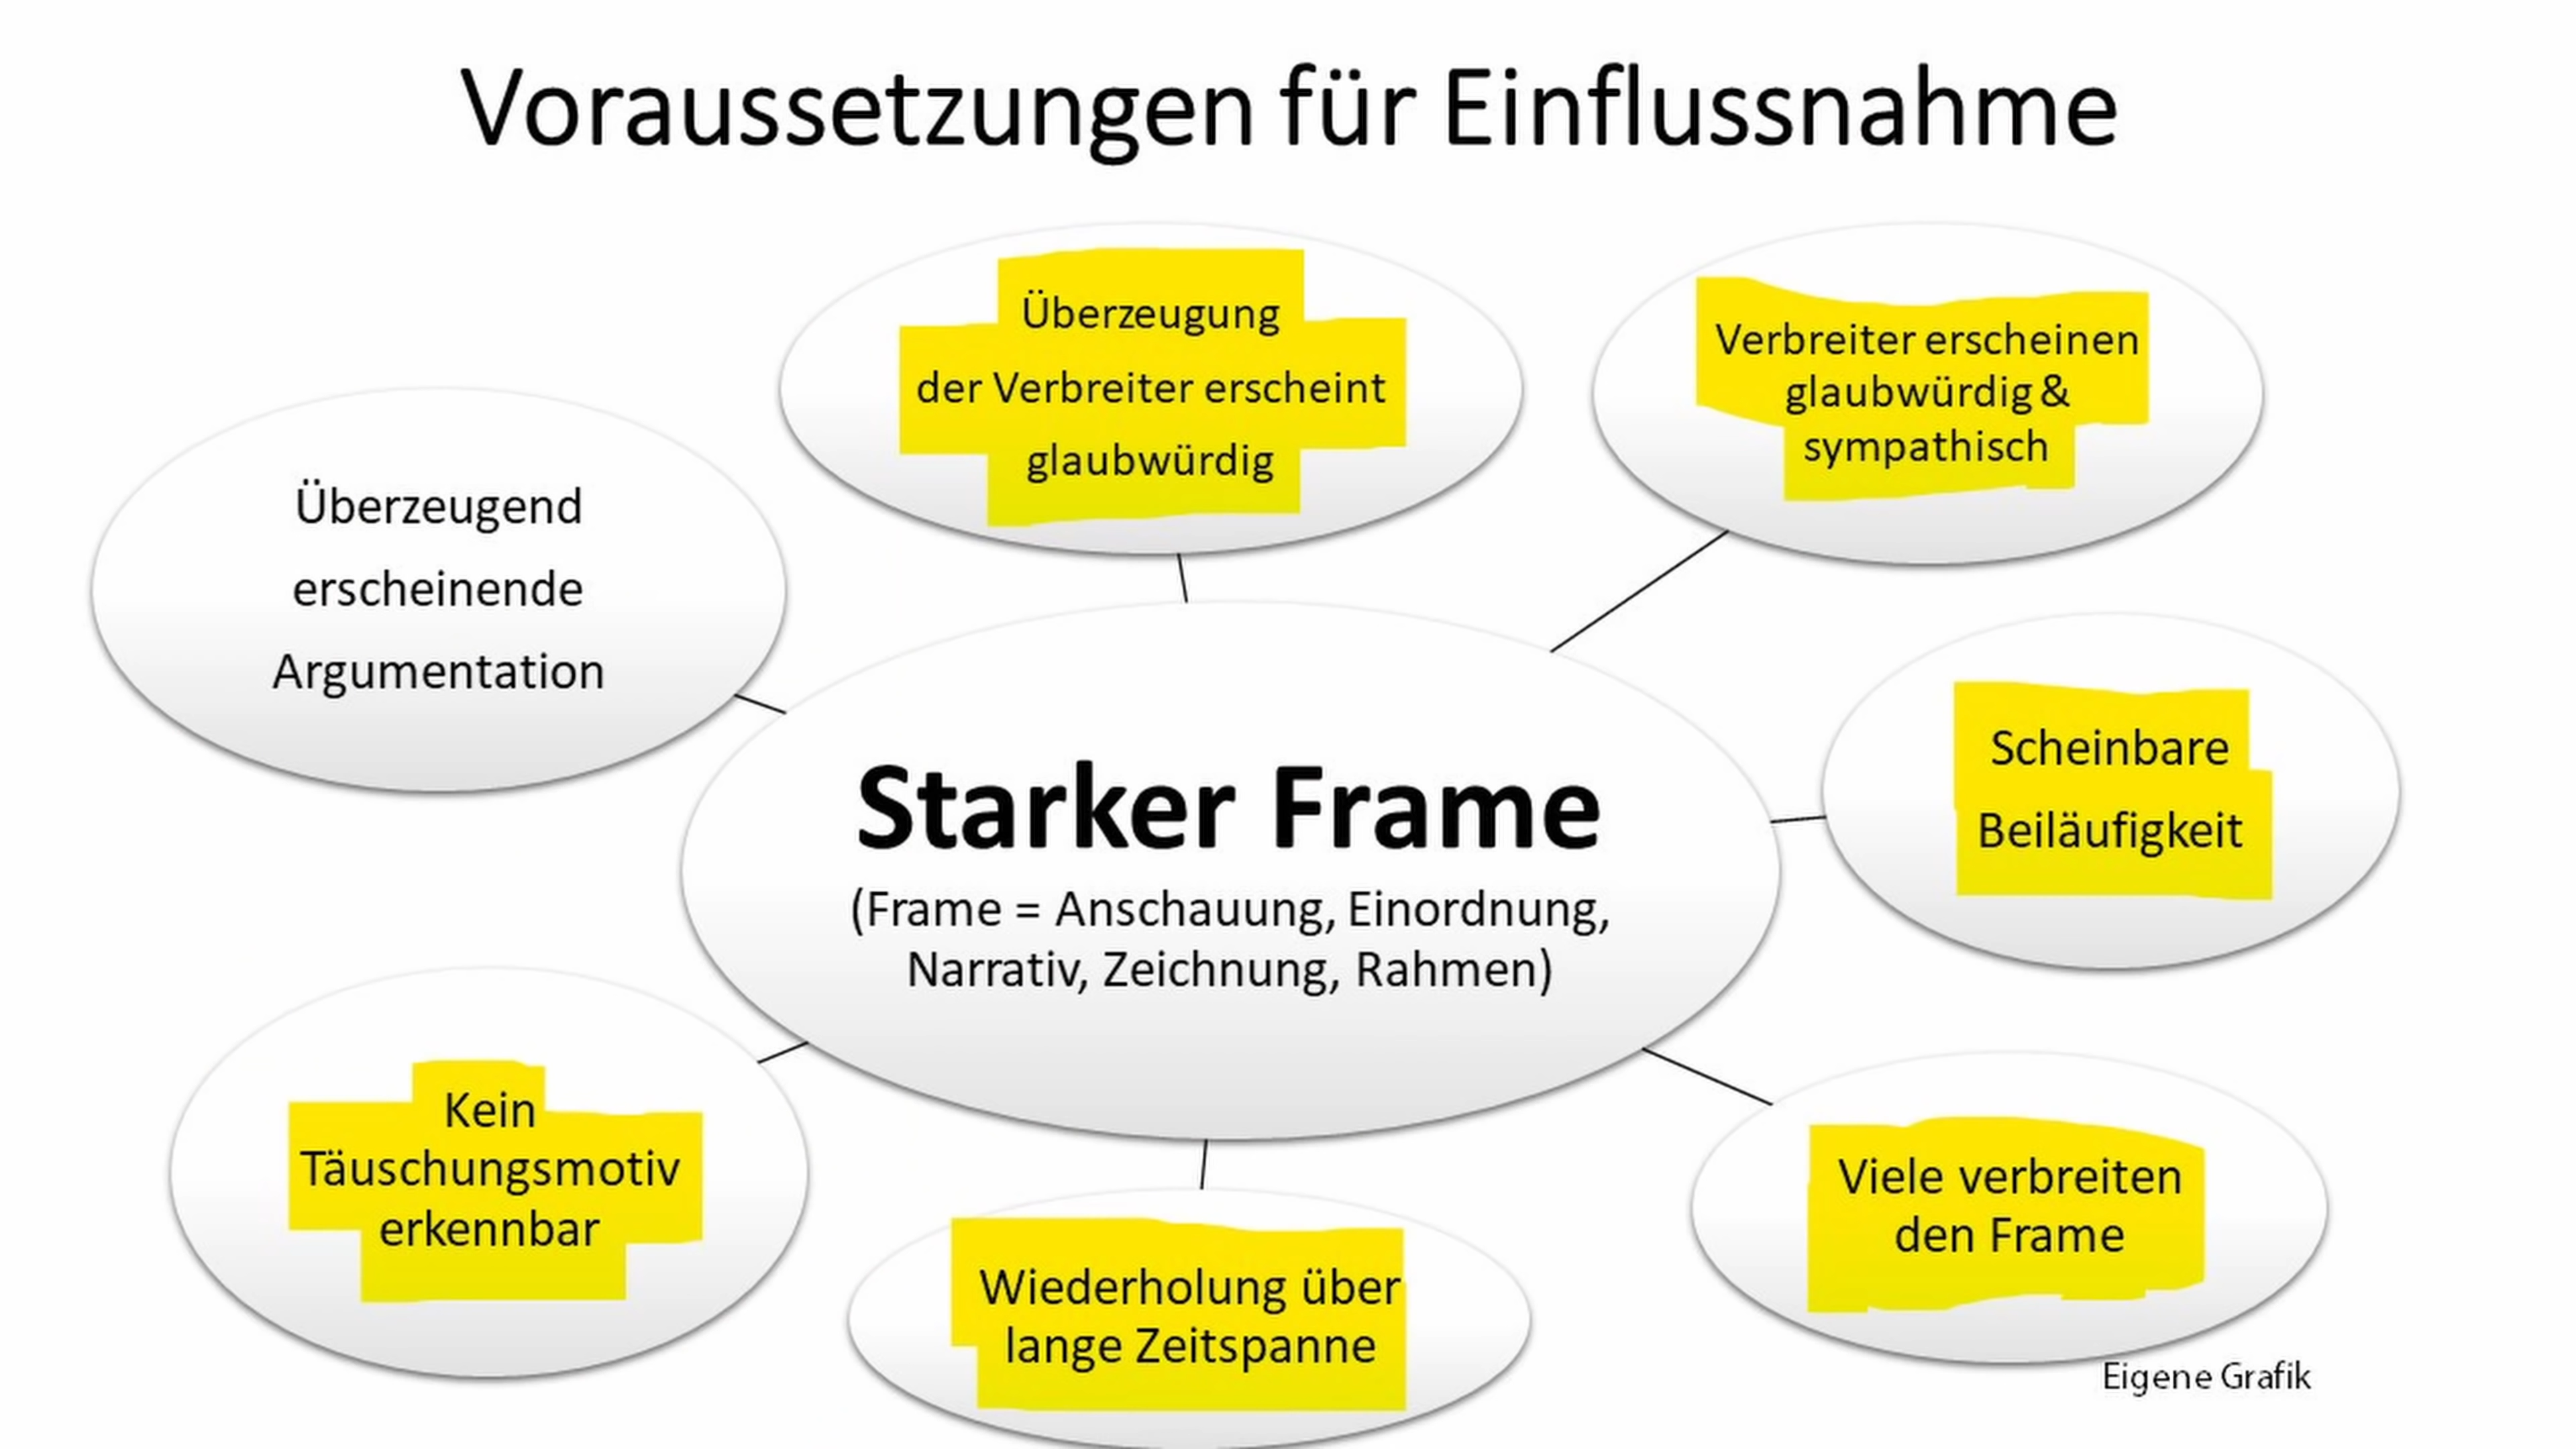 Voraussetzungen für Einflussnahme
Überzeugung
der Verbreiter erscheint
glaubwürdig
Verbreiter erscheinen
glaubwürdig &
sympathisch
Überzeugend
erscheinende
Argumentation
Starker Frame
(Frame = Anschauung, Einordnung,
Narrativ, Zeichnung, Rahmen)
Scheinbare
Beiläufigkeit
Kein
Täuschungsmotiv
erkennbar
Wiederholung über
lange Zeitspanne
Viele verbreiten
den Frame
Eigene Grafik